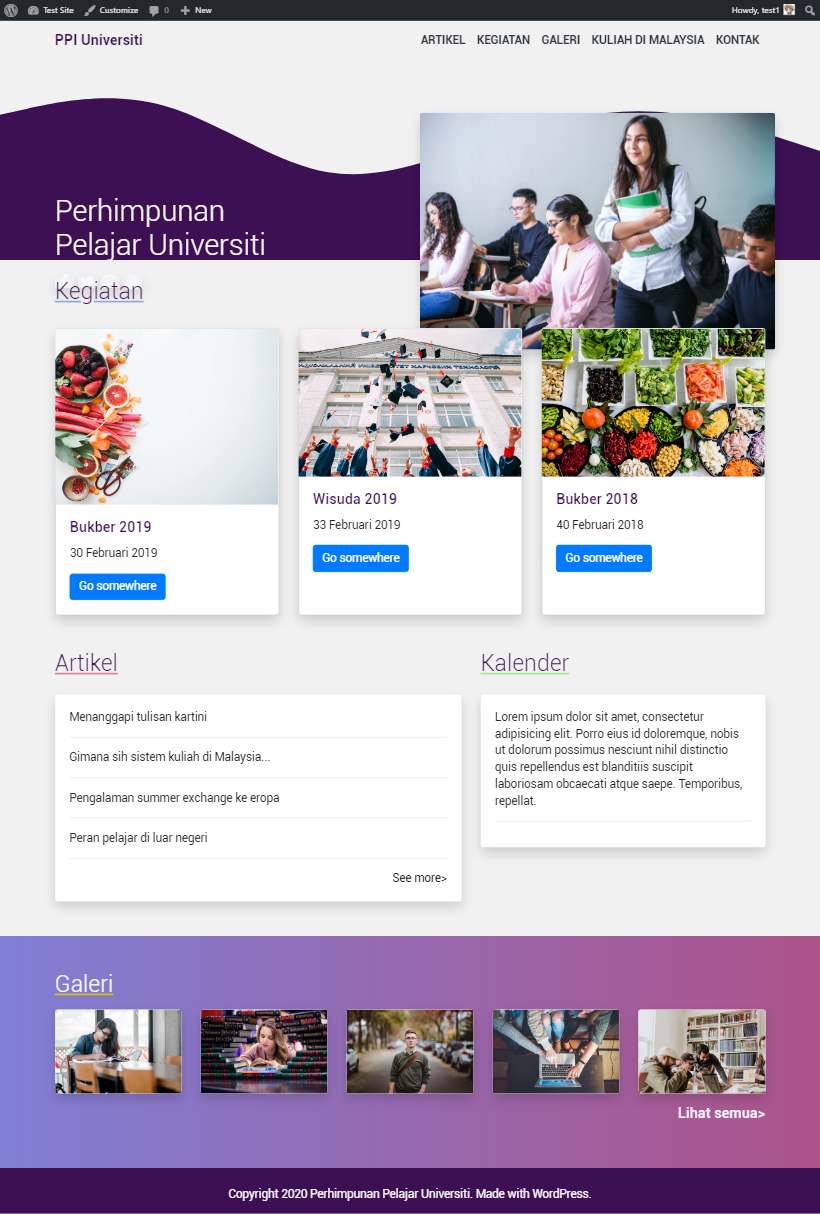 Test Site Customize 0 New Howdy, test1
PPI Universiti
ARTIKEL KEGIATAN GALERI KULIAH DI MALAYSIA KONTAK
Perhimpunan
Pelajar Universiti
Kegiatan
Bukber 2019
30 Februari 2019
Go somewhere
Wisuda 2019
33 Februari 2019
Go somewhere
Bukber 2018
40 Februari 2018
Go somewhere
Artikel
Menanggapi tulisan kartini
Gimana sih sistem kuliah di Malaysia...
Pengalaman summer exchange ke eropa
Peran pelajar di luar negeri
See more>
Kalender
Lorem ipsum dolor sit amet, consectetur
adipisicing elit. Porro eius id doloremque, nobis
ut dolorum possimus nesciunt nihil distinctio
quis repellendus est blanditiis suscipit
laboriosam obcaecati atque saepe. Temporibus,
repellat.
Galeri
Lihat semua>
Copyright 2020 Perhimpunan Pelajar Universiti. Made with WordPress.